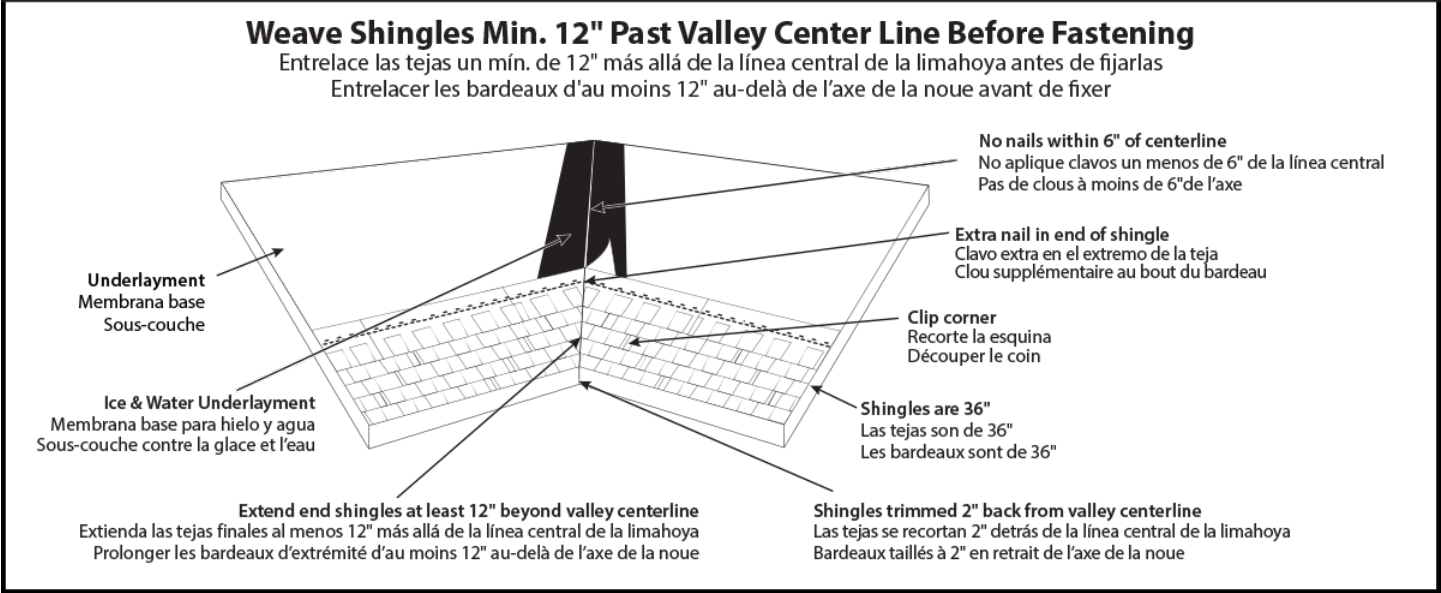 Weave Shingles Min. 12" Past Valley Center Line Before Fastening
Entrelace las tejas un mín. de 12" más allá de la línea central de la limahoya antes de fijarlas
Entrelacer les bardeaux d'au moins 12" au-delà de l’axe de la noue avant de fixer
No nails within 6" of centerline
No aplique clavos un menos de 6" de la línea central
Pas de clous à moins de 6"de l’axe
Extra nail in end of shingle
Clavo extra en el extremo de la teja
Clou supplémentaire au bout du bardeau
Underlayment
Membrana base
Sous-couche
Clip corner
Recorte la esquina
Découper le coin
Ice & Water Underlayment
Membrana base para hielo y agua
Sous-couche contre la glace et l’eau
Shingles are 36"
Las tejas son de 36"
Les bardeaux sont de 36"
Extend end shingles at least 12" beyond valley centerline
Extienda las tejas finales al menos 12" más allá de la línea central de la limahoya
Prolonger les bardeaux d’extrémité d’au moins 12" au-delà de l’axe de la noue
Shingles trimmed 2" back from valley centerline
Las tejas se recortan 2" detrás de la línea central de la limahoya
Bardeaux taillés à 2" en retrait de l’axe de la noue